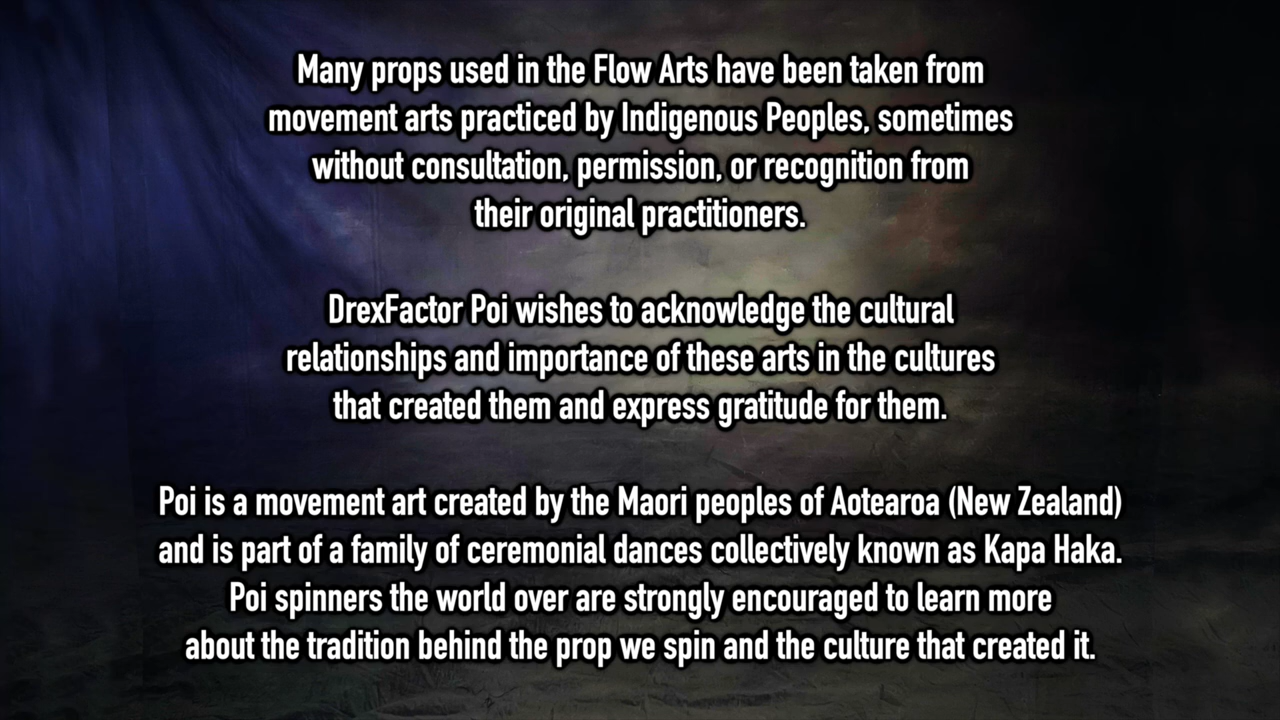 Many props used in the Flow Arts have been taken from
movement arts practiced by Indigenous Peoples, sometimes
without consultation, permission, or recognition from
their original practitioners.
DrexFactor Poi wishes to acknowledge the cultural
relationships and importance of these arts in the cultures
that created them and express gratitude for them.
Poi is a movement art created by the Maori peoples of Aotearoa (New Zealand)
and is part of a family of ceremonial dances collectively known as Kapa Haka.
Poi spinners the world over are strongly encouraged to learn more
about the tradition behind the prop we spin and the culture that created it.